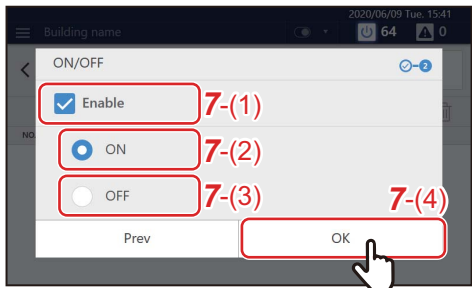 2020/06/09 Tue. 15:41
Building name
64
0
ON/OFF
2
Enable
7-(1)
NO.
ON
7-(2)
OFF
7-(3)
7-(4)
Prev
OK